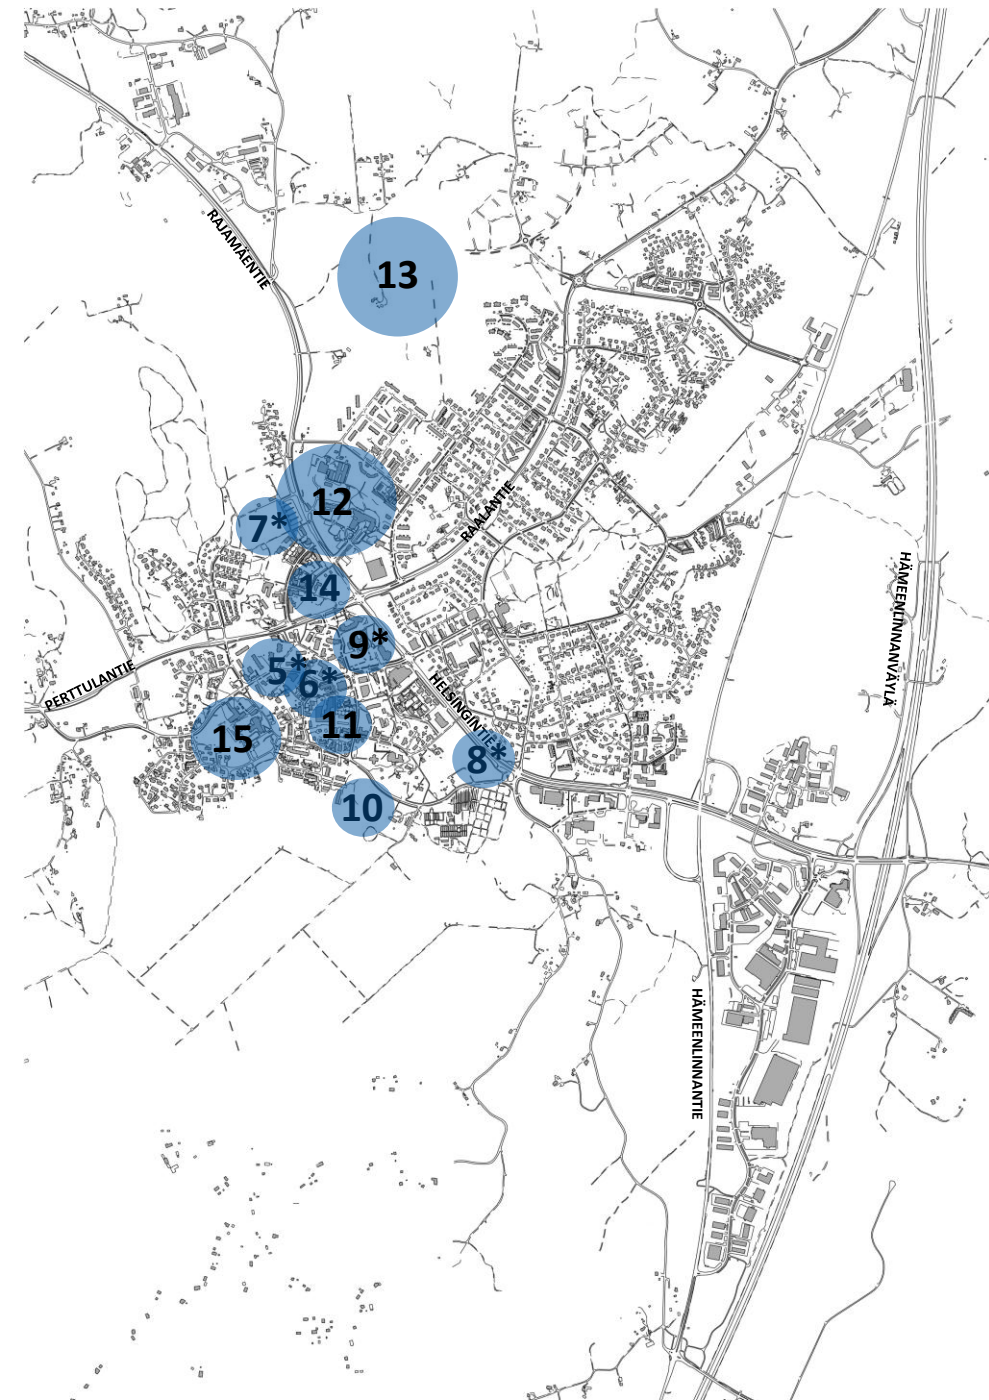 RAJAMÄENTIE
13
12
RAALANTIE
7*
14
HÄMEENLINNANVÄYLÄ
9*
5*
6*
PERTTULANTIE
HELSINGINTIE
11
15
8*
10
HÄMEENLINNANTIE